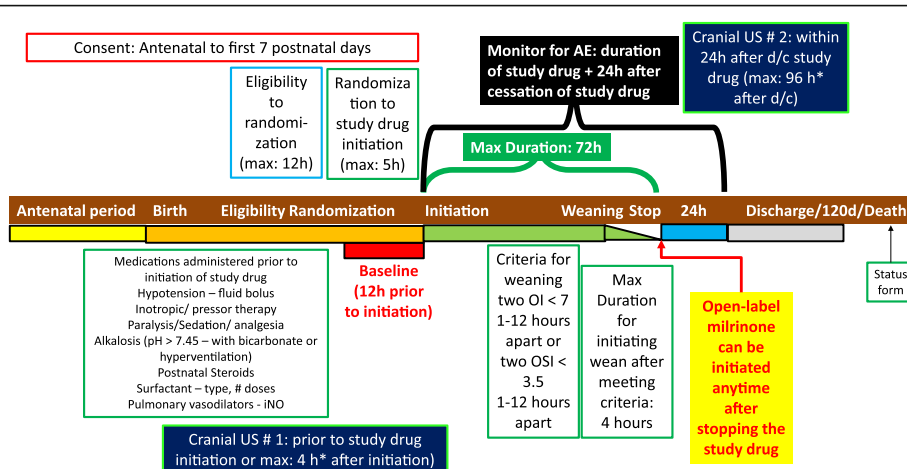 Consent: Antenatal to first 7 postnatal days
Eligibility
to
randomi-
zation
(max: 12h)
Randomiza
tion to
study drug
initiation
(max: 5h)
Monitor for AE: duration
of study drug + 24h after
cessation of study drug
Cranial US # 2: within
24h after d/c study
drug (max: 96 h*
after d/c)
Max Duration: 72h
Antenatal period Birth Eligibility Randomization Initiation Weaning Stop 24h Discharge/120d/Death
Medications administered prior to
initiation of study drug
Hypotension – fluid bolus
Inotropic/ pressor therapy
Paralysis/Sedation/ analgesia
Alkalosis (pH > 7.45 – with bicarbonate or
hyperventilation)
Postnatal Steroids
Surfactant – type, # doses
Pulmonary vasodilators - iNO
Baseline
(12h prior
to initiation)
Criteria for
weaning
two OI < 7
1-12 hours
apart or
two OSI <
3.5
1-12 hours
apart
Max
Duration
for
initiating
wean after
meeting
criteria:
4 hours
Open-label
milrinone
can be
initiated
anytime
after
stopping the
study drug
Status
form
Cranial US # 1: prior to study drug
initiation or max: 4 h* after initiation)